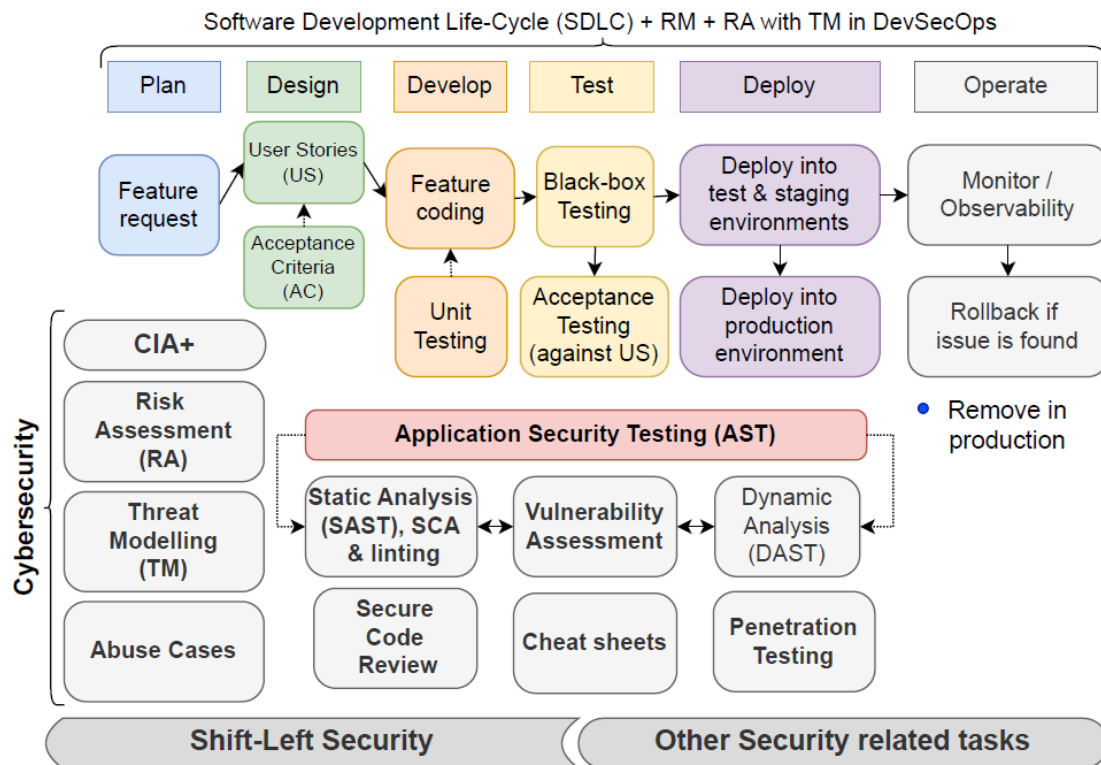 Software Development Life-Cycle (SDLC) + RM + RA with TM in DevSecOps
Plan
Design
Develop
Test
Deploy
Operate
Feature
request
User Stories
(US)
Acceptance
Criteria
(AC)
Feature
coding
Unit
Testing
Black-box
Testing
Acceptance
Testing
(against US)
Deploy into
test & staging
environments
Deploy into
production
environment
Monitor /
Observability
Rollback if
issue is found
Remove in
production
Cybersecurity
CIA+
Risk
Assessment
(RA)
Threat
Modelling
(TM)
Abuse Cases
Application Security Testing (AST)
Static Analysis
(SAST), SCA
& linting
Vulnerability
Assessment
Dynamic
Analysis
(DAST)
Secure
Code
Review
Cheat sheets
Penetration
Testing
Shift-Left Security
Other Security related tasks